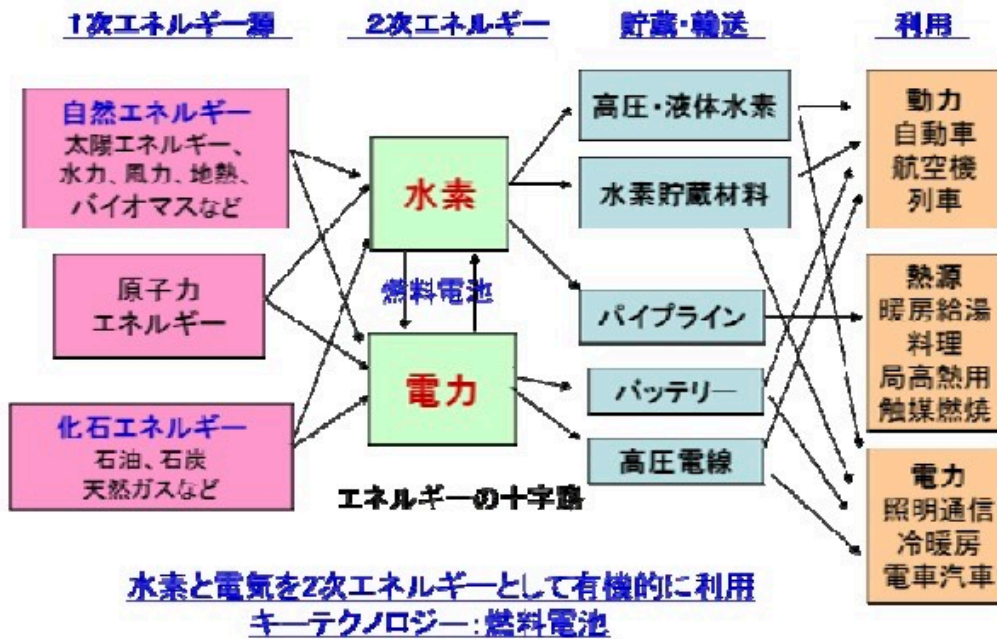 1次エネルギー源
2次エネルギー
貯蔵・輸送
利用
自然エネルギー
太陽エネルギー、
水力、風力、地熱、
バイオマスなど
原子力
エネルギー
化石エネルギー
石油、石炭
天然ガスなど
水素
燃料電池
電力
エネルギーの十字路
高圧・液体水素
水素貯蔵材料
パイプライン
バッテリー
高圧電線
動力
自動車
航空機
列車
熱源
暖房給湯
料理
局高熱用
触媒燃焼
電力
照明通信
冷暖房
電車汽車
水素と電気を2次エネルギーとして有機的に利用
キーテクノロジー：燃料電池